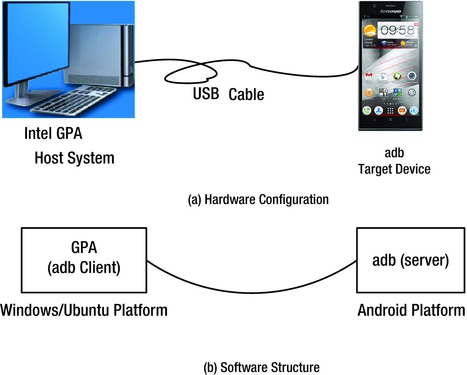 lenovo
09:58
USB Cable
Intel GPA
Host System
adb
Target Device
(a) Hardware Configuration
GPA
(adb Client)
adb (server)
Windows/Ubuntu Platform
Android Platform
(b) Software Structure